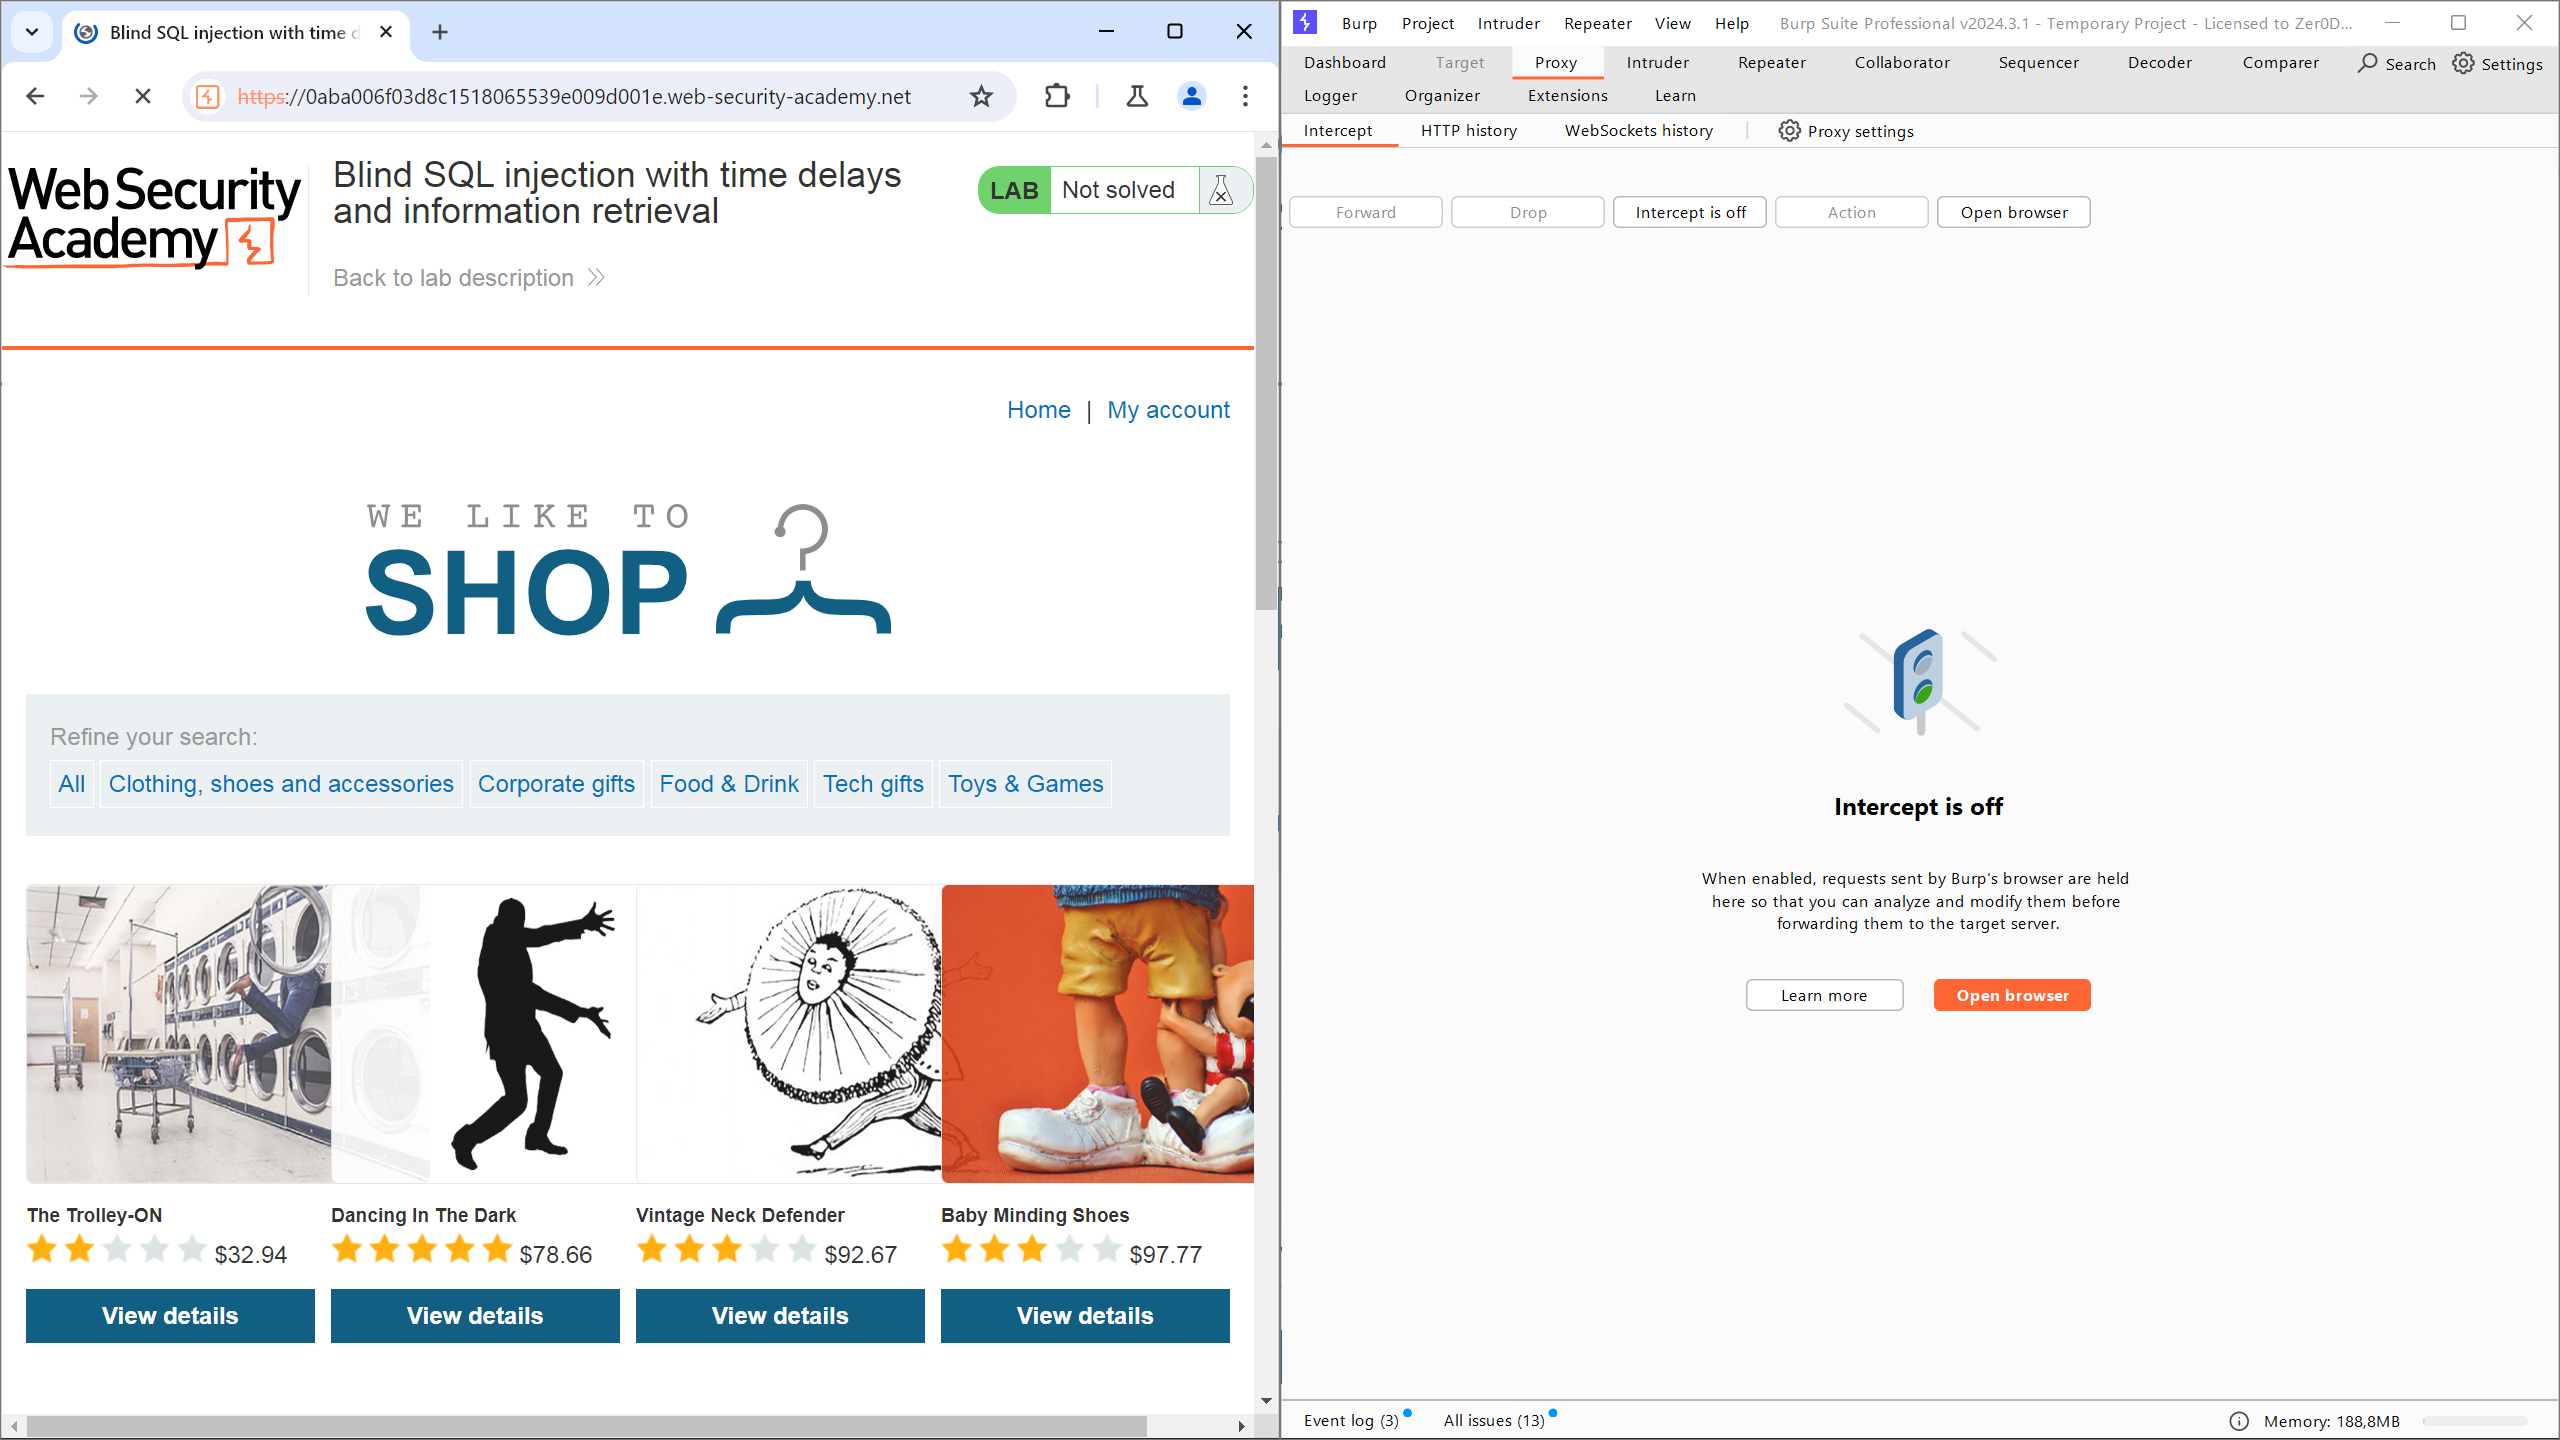 Blind SQL injection with time d
https://0aba006f03d8c1518065539e009d001e.web-security-academy.net
Web Security
Academy
Blind SQL injection with time delays
and information retrieval
Back to lab description
LAB
Not solved
Home | My account
WE LIKE TO
SHOP
Refine your search:
All
Clothing, shoes and accessories
Corporate gifts
Food & Drink
Tech gifts
Toys & Games
The Trolley-ON
$32.94
View details
Dancing In The Dark
$78.66
View details
Vintage Neck Defender
$92.67
View details
Baby Minding Shoes
$97.77
View details
Burp Project Intruder Repeater View Help
Burp Suite Professional v2024.3.1 - Temporary Project - Licensed to Zer0D...
Dashboard Target Proxy Intruder Repeater Collaborator Sequencer Decoder Comparer Search Settings
Logger Organizer Extensions Learn
Intercept HTTP history WebSockets history Proxy settings
Forward Drop Intercept is off Action Open browser
Intercept is off
When enabled, requests sent by Burp's browser are held
here so that you can analyze and modify them before
forwarding them to the target server.
Learn more Open browser
Event log (3) All issues (13) Memory: 188,8MB